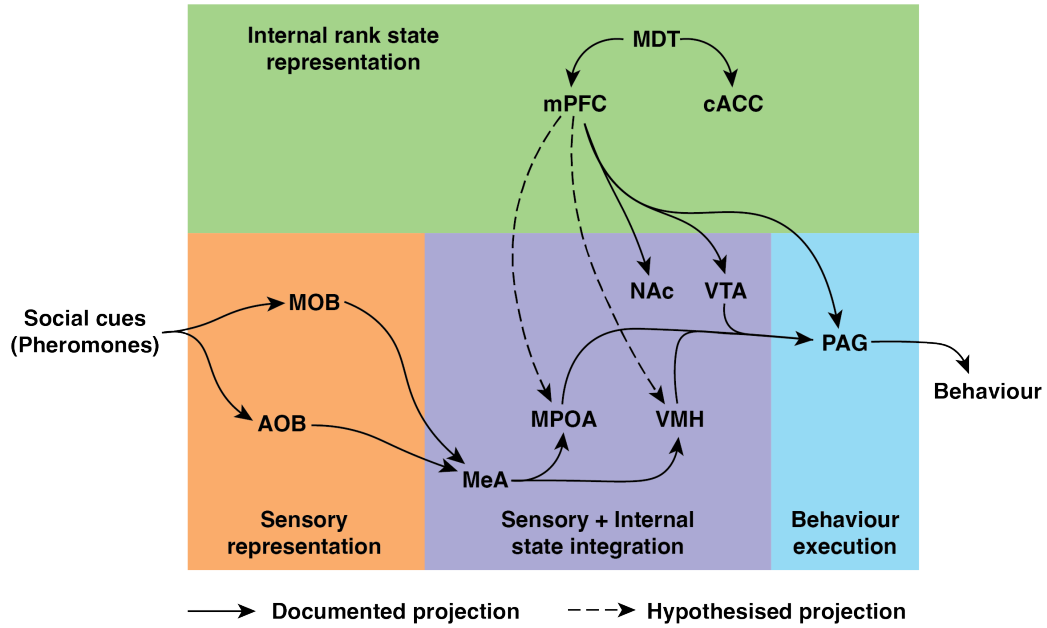 Internal rank state
representation
MDT
mPFC
cACC
NAc
VTA
MOB
Social cues
(Pheromones)
PAG
Behaviour
AOB
MPOA
VMH
MeA
Sensory
representation
Sensory + Internal
state integration
Behaviour
execution
Documented projection
Hypothesised projection